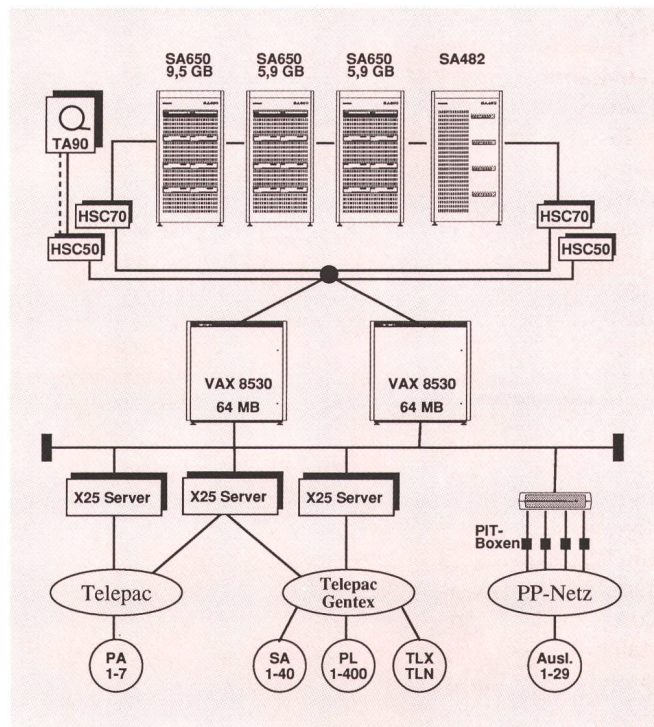 SA650
9,5 GB
SA650
5,9 GB
SA650
5,9 GB
SA482
TA90
HSC70
HSC50
HSC70
HSC50
VAX 8530
64 MB
VAX 8530
64 MB
X25 Server
X25 Server
X25 Server
PIT-
Boxen
Telepac
Telepac
Gentex
PP-Netz
PA
1-7
SA
1-40
PL
1-400
TLX
TLN
Ausl.
1-29